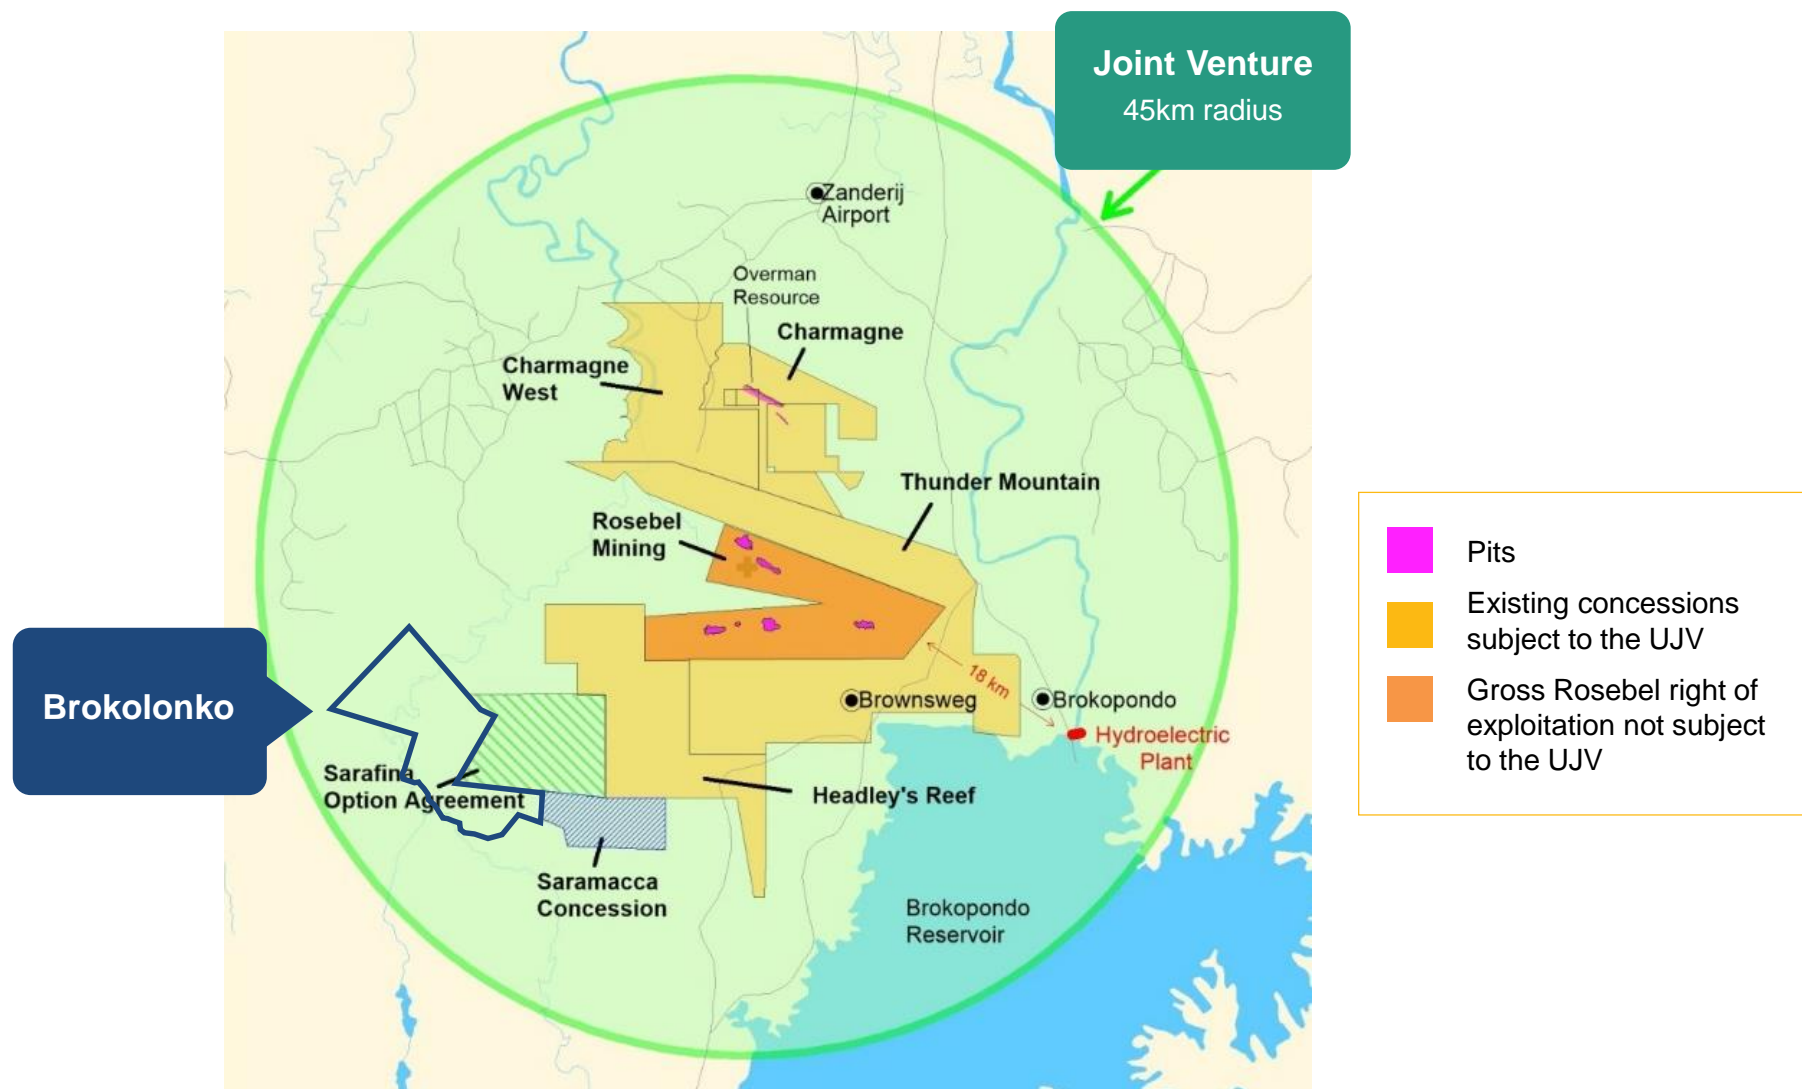 Joint Venture
45km radius
Zanderij
Airport
Overman
Resource
Charmagne
Charmagne
West
Thunder Mountain
Rosebel
Mining
18 km
Brownsweg
Brokopondo
Hydroelectric
Plant
Brokolonko
Sarafina
Option Agreement
Headley's Reef
Saramacca
Concession
Brokopondo
Reservoir
Pits
Existing concessions
subject to the UJV
Gross Rosebel right of
exploitation not subject
to the UJV